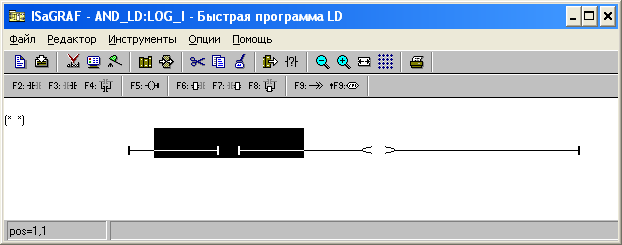 ISaGRAF - AND_LD:LOG_I - Быстрая программа LD
Файл Редактор Инструменты Опции Помощь
F2: F3: F4: F5: F6: F7: F8: F9: ↑F9:
(* *)
pos=1,1